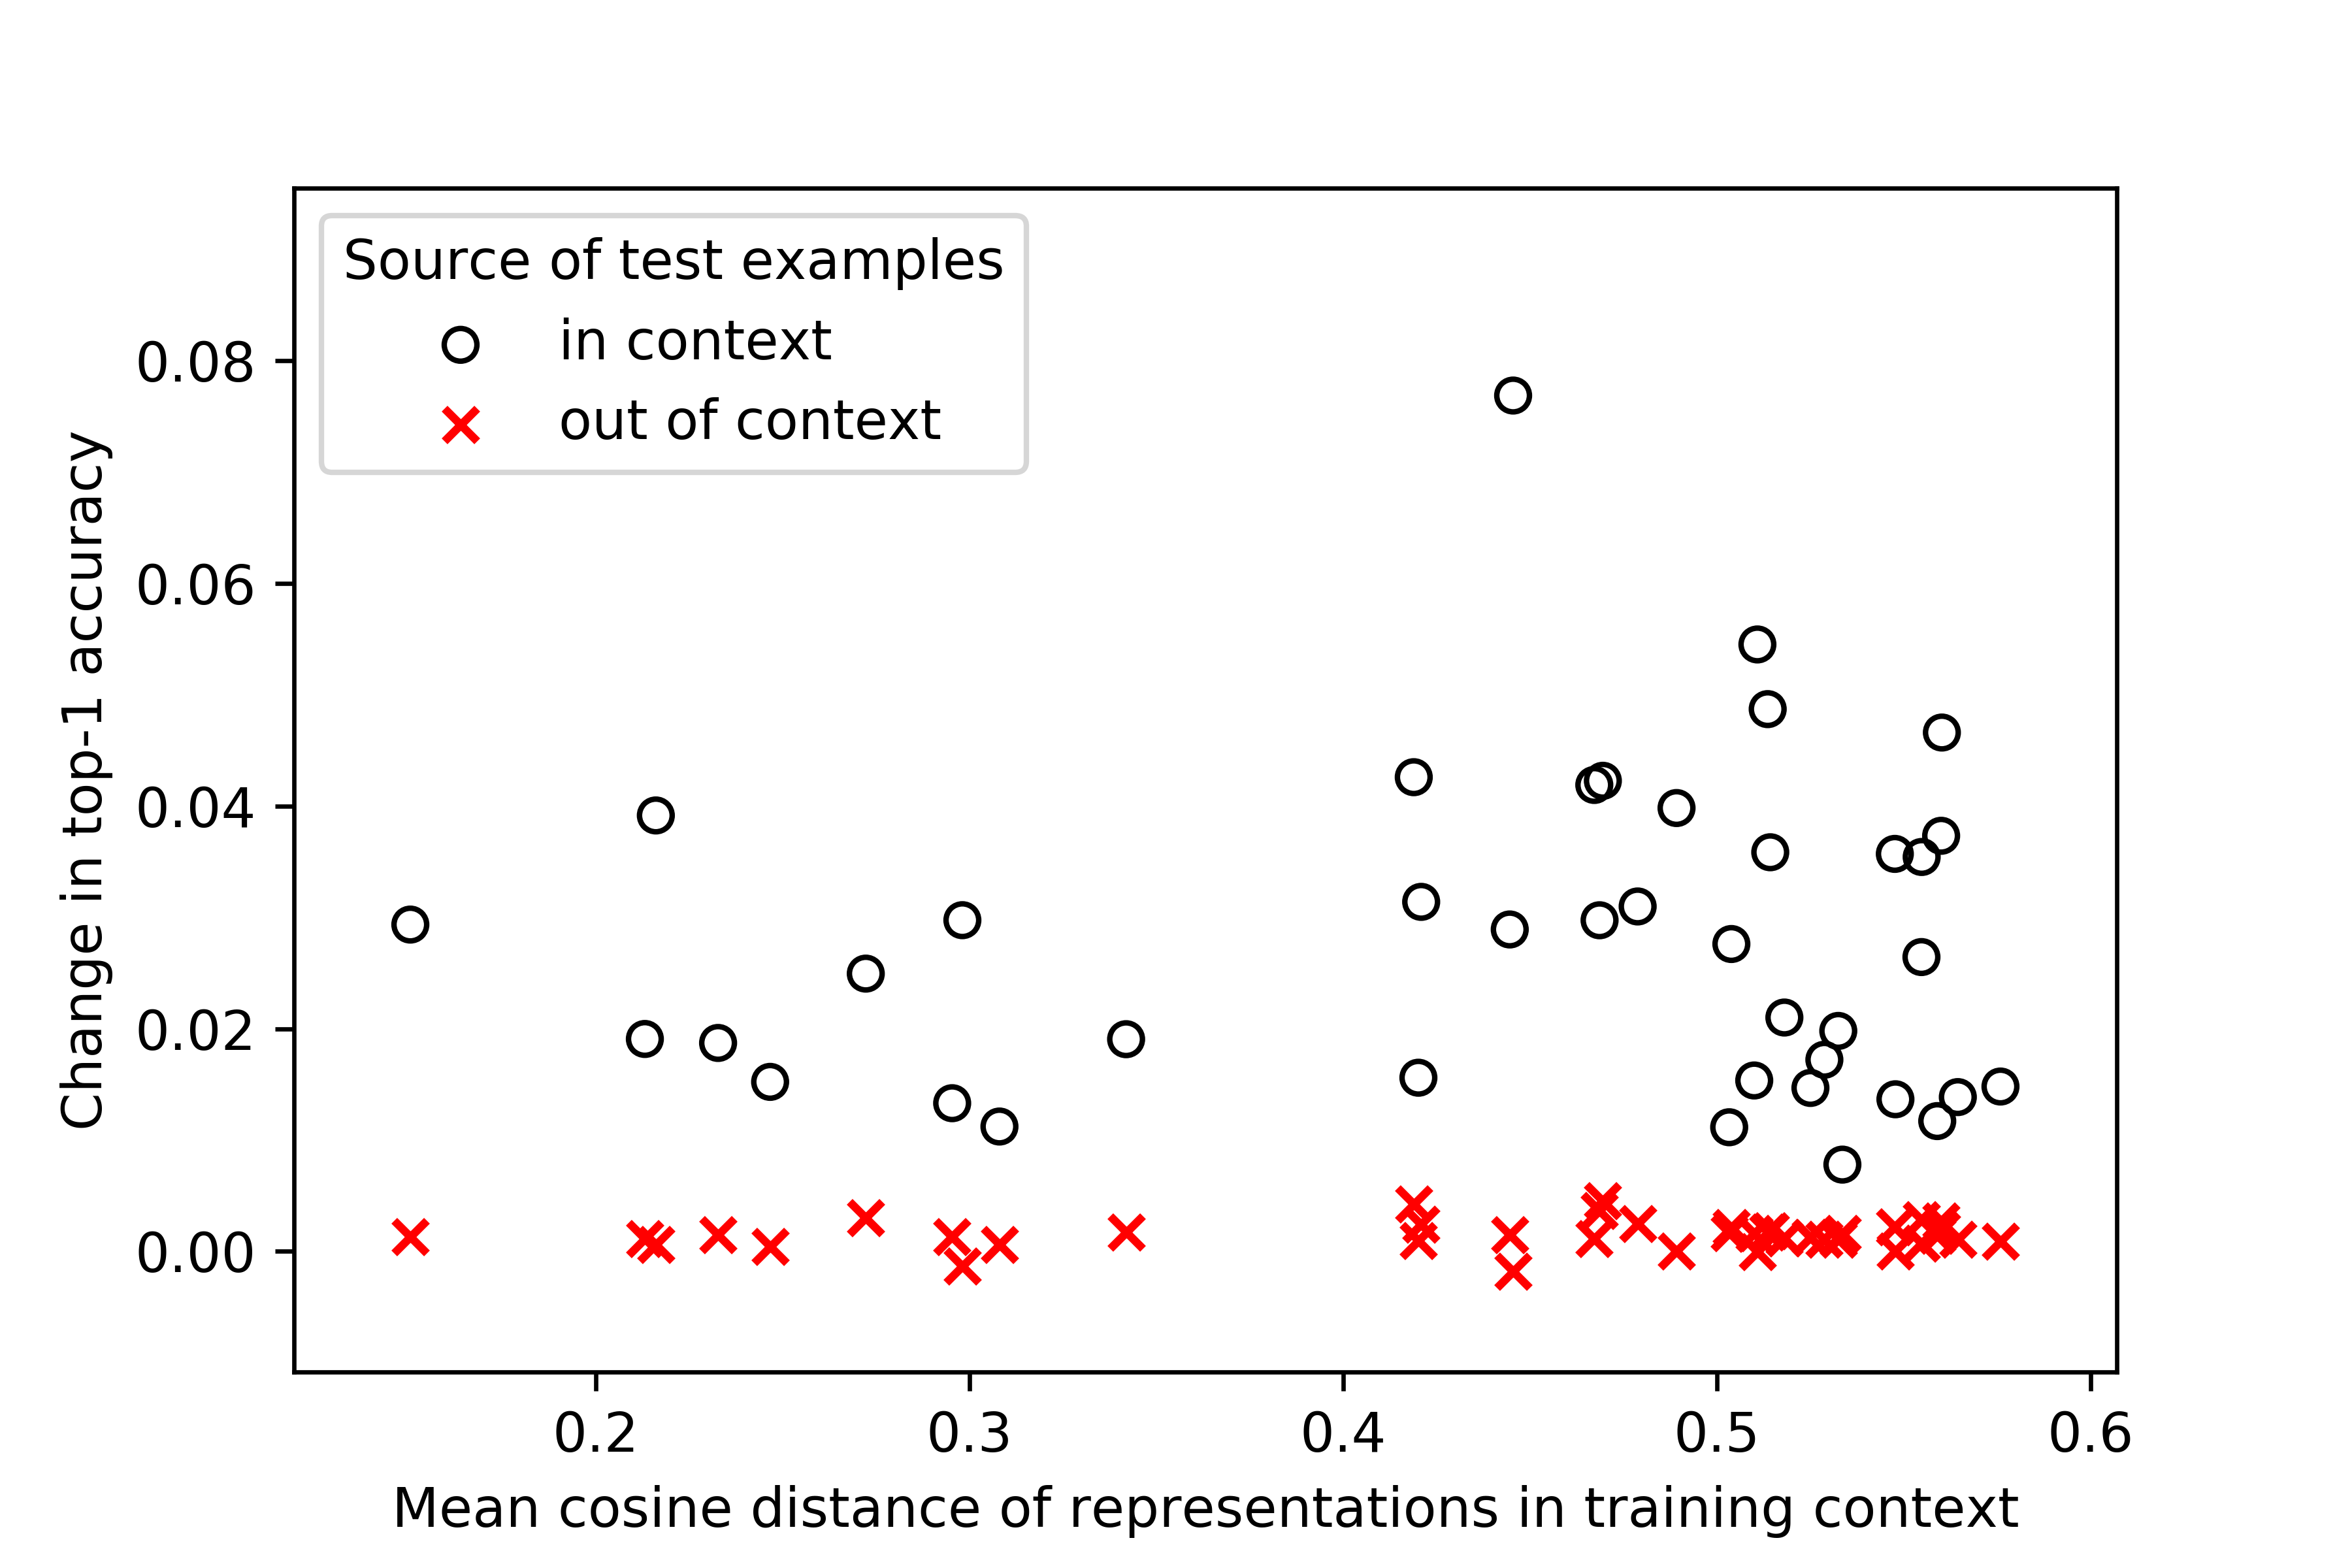 Source of test examples
in context
out of context
0.08
0.06
0.04
0.02
0.00
Change in top-1 accuracy
0.2 0.3 0.4 0.5 0.6
Mean cosine distance of representations in training context